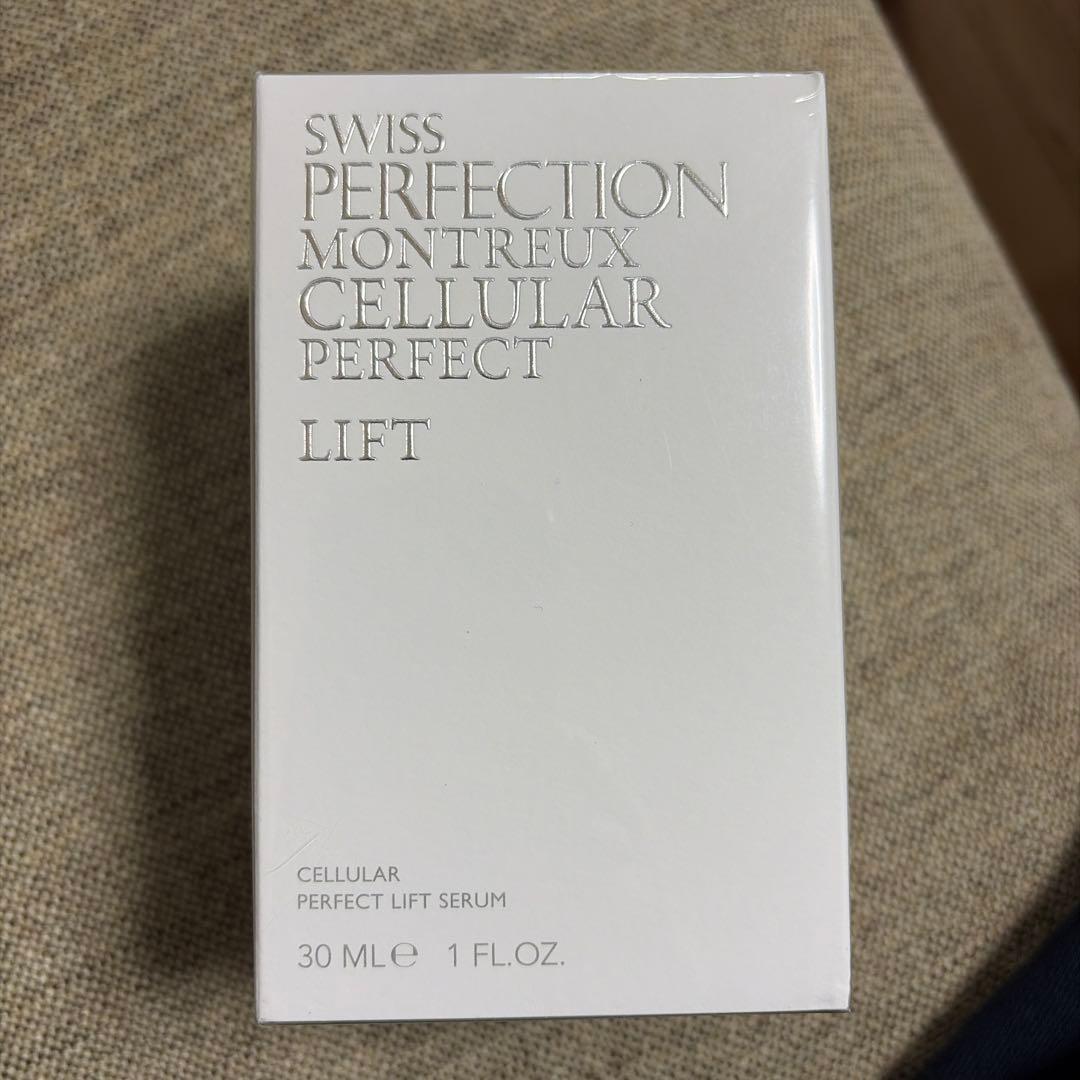 SWISS
PERFECTION
MONTREUX
CELLULAR
PERFECT
LIFT
CELLULAR
PERFECT LIFT SERUM
30 ML℮ 1 FL.OZ.